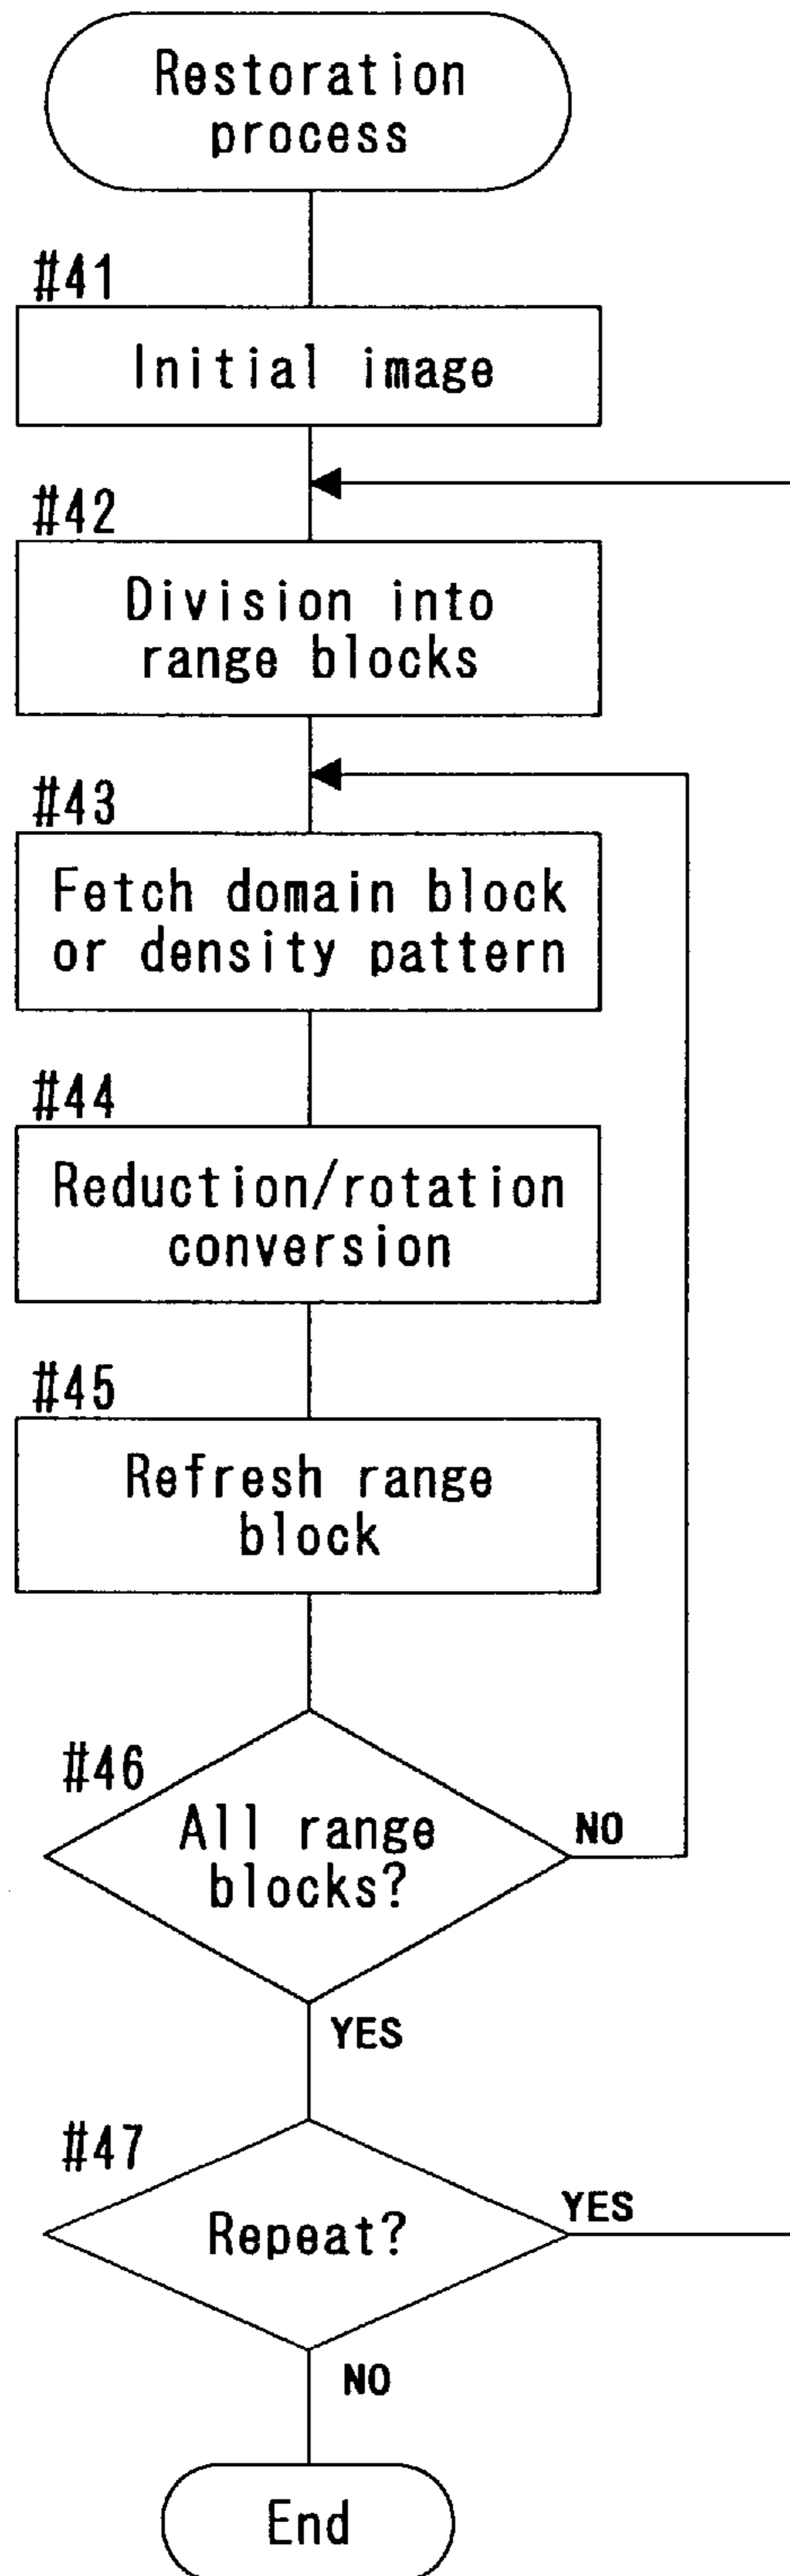 Restoration
process
#41
Initial image
#42
Division into
range blocks
#43
Fetch domain block
or density pattern
#44
Reduction/rotation
conversion
#45
Refresh range
block
#46
All range
blocks?
NO
YES
#47
Repeat?
YES
NO
End